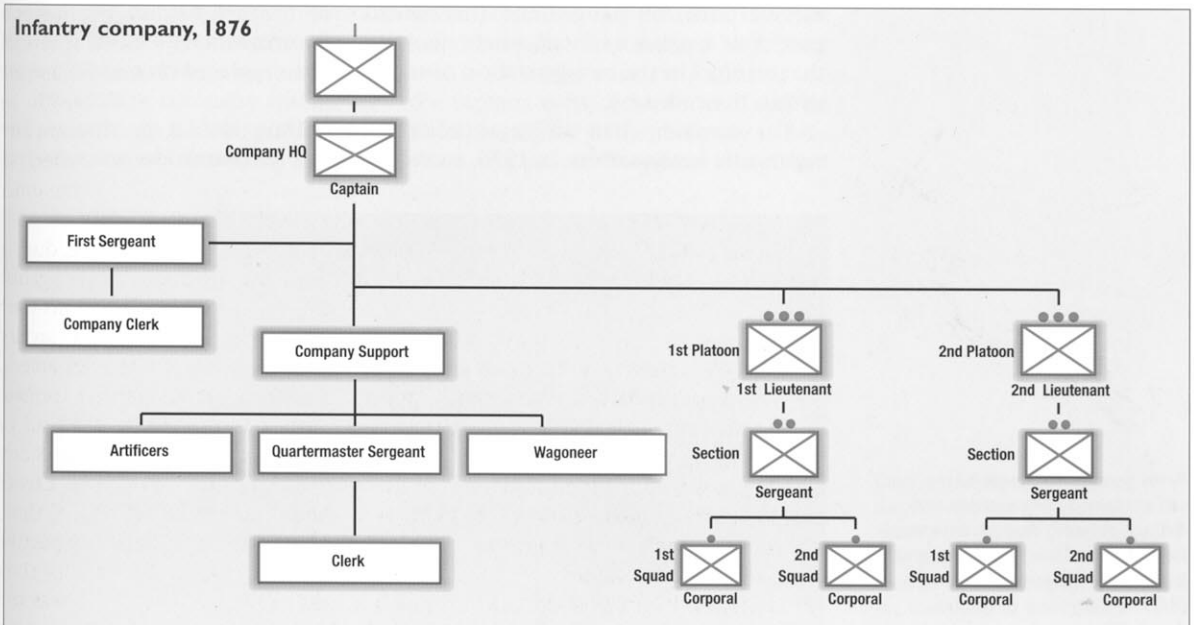 Infantry company, 1876
Company HQ
Captain
First Sergeant
Company Clerk
Company Support
1st Platoon
1st Lieutenant
2nd Platoon
2nd Lieutenant
Artificers
Quartermaster Sergeant
Wagoneer
Section
Sergeant
Section
Sergeant
Clerk
1st
Squad
Corporal
2nd
Squad
Corporal
1st
Squad
Corporal
2nd
Squad
Corporal